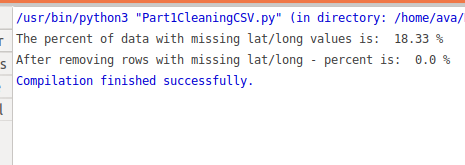 /usr/bin/python3 "Part1CleaningCSV.py" (in directory: /home/ava/
The percent of data with missing lat/long values is:  18.33 %
After removing rows with missing lat/long - percent is:  0.0 %
Compilation finished successfully.